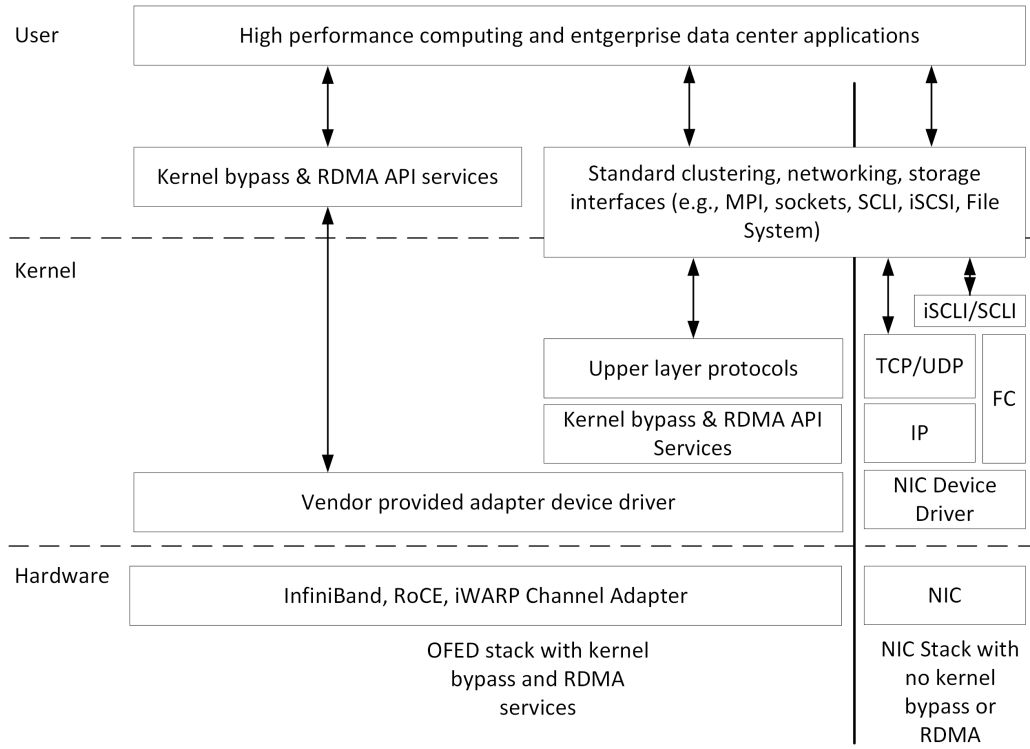 User
High performance computing and entgerprise data center applications
Kernel bypass & RDMA API services
Standard clustering, networking, storage
interfaces (e.g., MPI, sockets, SCLI, iSCSI, File
System)
Kernel
iSCLI/SCLI
Upper layer protocols
TCP/UDP
FC
Kernel bypass & RDMA API
Services
IP
Vendor provided adapter device driver
NIC Device
Driver
Hardware
InfiniBand, RoCE, iWARP Channel Adapter
NIC
OFED stack with kernel
bypass and RDMA
services
NIC Stack with
no kernel
bypass or
RDMA